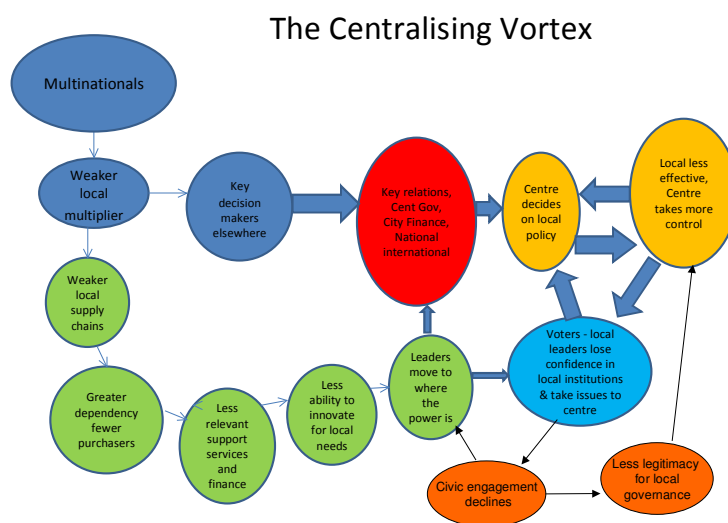 The Centralising Vortex
Multinationals
Weaker
local
multiplier
Key
decision
makers
elsewhere
Key relations,
Cent Gov,
City Finance,
National
international
Centre
decides
on local
policy
Local less
effective,
Centre
takes more
control
Weaker
local
supply
chains
Greater
dependency
fewer
purchasers
Less
relevant
support
services
and
finance
Less
ability to
innovate
for local
needs
Leaders
move to
where
the
power is
Voters - local
leaders lose
confidence in
local institutions
& take issues to
centre
Civic engagement
declines
Less legitimacy
for local
governance